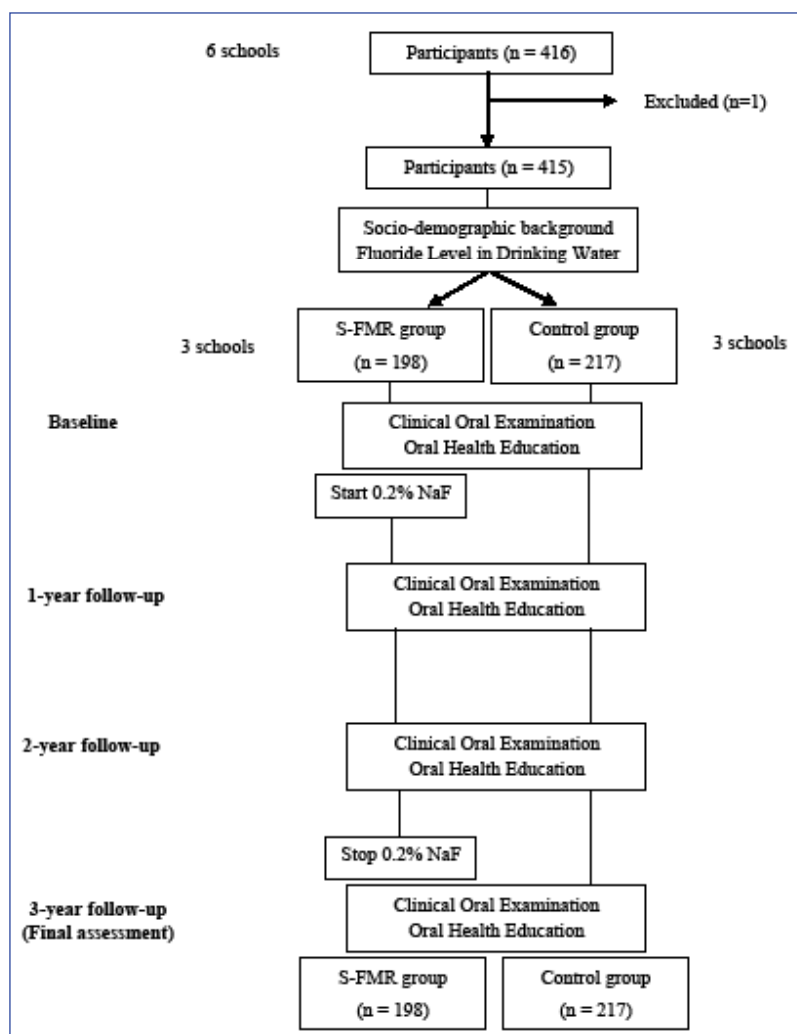 6 schools
Participants (n = 416)
Excluded (n=1)
Participants (n = 415)
Socio-demographic background
Fluoride Level in Drinking Water
3 schools
S-FMR group
(n = 198)
Control group
(n = 217)
3 schools
Baseline
Clinical Oral Examination
Oral Health Education
Start 0.2% NaF
1-year follow-up
Clinical Oral Examination
Oral Health Education
2-year follow-up
Clinical Oral Examination
Oral Health Education
Stop 0.2% NaF
3-year follow-up
(Final assessment)
Clinical Oral Examination
Oral Health Education
S-FMR group
(n = 198)
Control group
(n = 217)